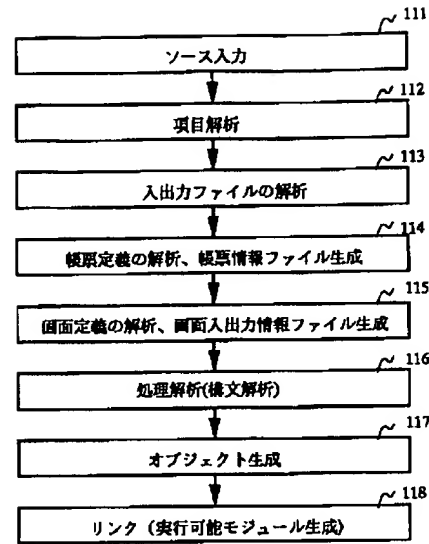 111
ソース入力
112
項目解析
113
入出力ファイルの解析
114
帳票定義の解析、帳票情報ファイル生成
115
画面定義の解析、画面入出力情報ファイル生成
116
処理解析(構文解析)
117
オブジェクト生成
118
リンク（実行可能モジュール生成）